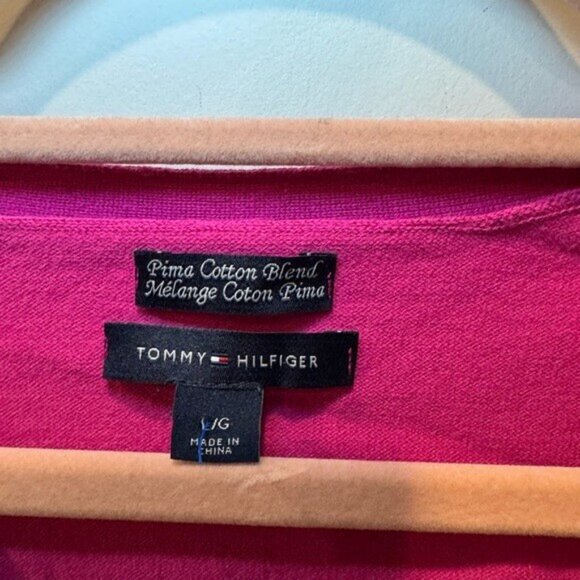 Pima Cotton Blend
Mélange Coton Pima
TOMMY HILFIGER
L/G
MADE IN
CHINA